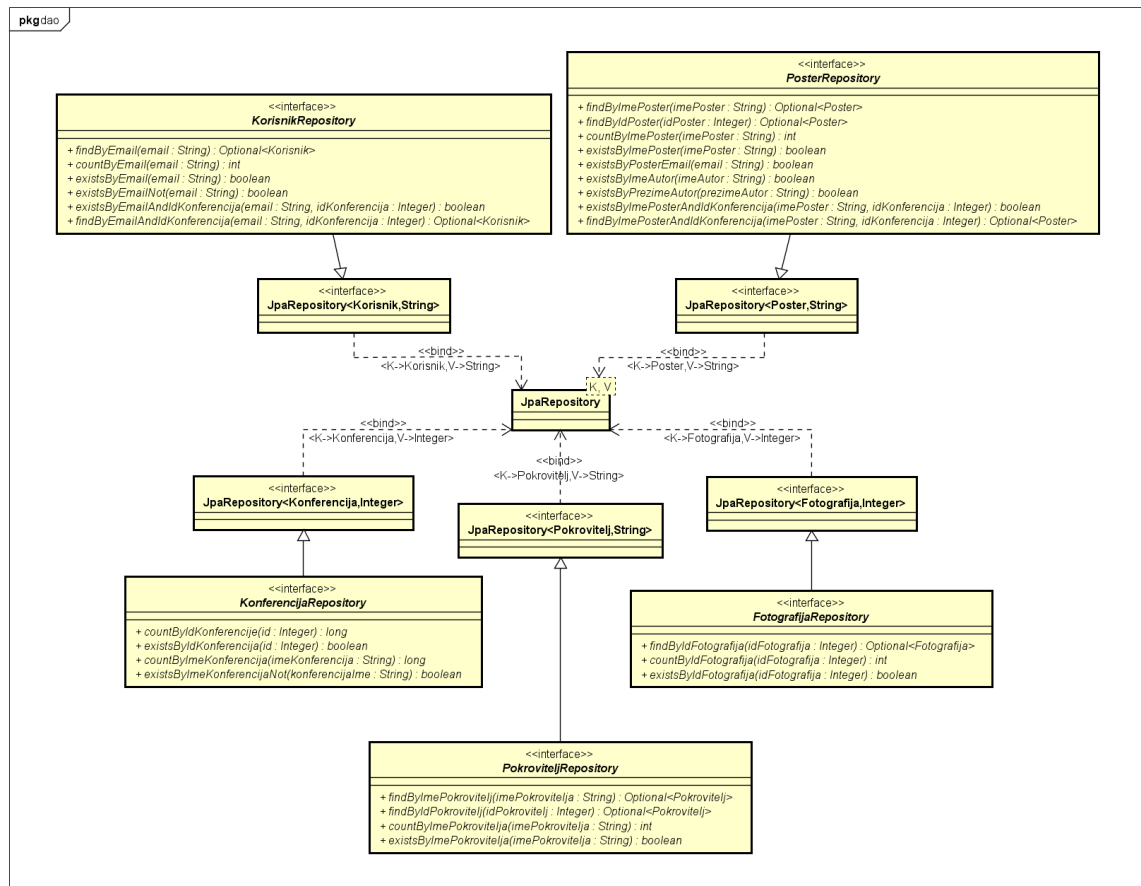 pkg dao
<<interface>>
KorisnikRepository
+ findByEmail(email : String) : Optional<Korisnik>
+ countByEmail(email : String) : int
+ existsByEmail(email : String) : boolean
+ existsByEmailNot(email : String) : boolean
+ existsByEmailAndIdKonferencija(email : String, idKonferencija : Integer) : boolean
+ findByEmailAndIdKonferencija(email : String, idKonferencija : Integer) : Optional<Korisnik>
<<interface>>
PosterRepository
+ findByImePoster(imePoster : String) : Optional<Poster>
+ findByIdPoster(idPoster : Integer) : Optional<Poster>
+ countByImePoster(imePoster : String) : int
+ existsByImePoster(imePoster : String) : boolean
+ existsByPosterEmail(email : String) : boolean
+ existsByImeAutor(imeAutor : String) : boolean
+ existsByPrezimeAutor(prezimeAutor : String) : boolean
+ existsByImePosterAndIdKonferencija(imePoster : String, idKonferencija : Integer) : boolean
+ findByImePosterAndIdKonferencija(imePoster : String, idKonferencija : Integer) : Optional<Poster>
<<interface>>
JpaRepository<Korisnik,String>
<<interface>>
JpaRepository<Poster,String>
<<bind>>
<K->Korisnik,V->String>
<<bind>>
<K->Poster,V->String>
K, V
JpaRepository
<<bind>>
<K->Konferencija,V->Integer>
<<bind>>
<K->Pokrovitelj,V->String>
<<bind>>
<K->Fotografija,V->Integer>
<<interface>>
JpaRepository<Konferencija,Integer>
<<interface>>
JpaRepository<Pokrovitelj,String>
<<interface>>
JpaRepository<Fotografija,Integer>
<<interface>>
KonferencijaRepository
+ countByIdKonferencije(id : Integer) : long
+ existsByIdKonferencija(id : Integer) : boolean
+ countByImeKonferencija(imeKonferencija : String) : long
+ existsByImeKonferencijaNot(konferencijaIme : String) : boolean
<<interface>>
FotografijaRepository
+ findByIdFotografija(idFotografija : Integer) : Optional<Fotografija>
+ countByIdFotografija(idFotografija : Integer) : int
+ existsByIdFotografija(idFotografija : Integer) : boolean
<<interface>>
PokroviteljRepository
+ findByImePokrovitelj(imePokrovitelja : String) : Optional<Pokrovitelj>
+ findByIdPokrovitelj(idPokrovitelj : Integer) : Optional<Pokrovitelj>
+ countByImePokrovitelja(imePokrovitelja : String) : int
+ existsByImePokrovitelja(imePokrovitelja : String) : boolean